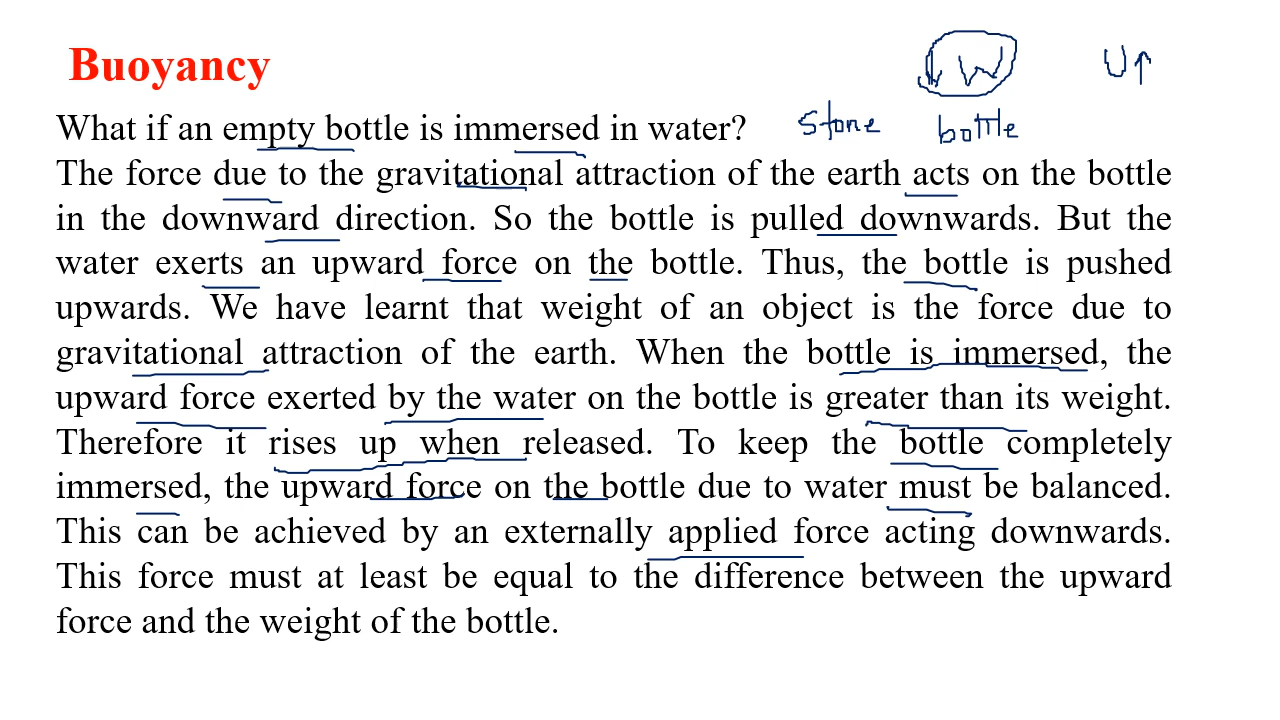 Buoyancy
↓ W U↑
What if an empty bottle is immersed in water? stone bottle
The force due to the gravitational attraction of the earth acts on the bottle
in the downward direction. So the bottle is pulled downwards. But the
water exerts an upward force on the bottle. Thus, the bottle is pushed
upwards. We have learnt that weight of an object is the force due to
gravitational attraction of the earth. When the bottle is immersed, the
upward force exerted by the water on the bottle is greater than its weight.
Therefore it rises up when released. To keep the bottle completely
immersed, the upward force on the bottle due to water must be balanced.
This can be achieved by an externally applied force acting downwards.
This force must at least be equal to the difference between the upward
force and the weight of the bottle.